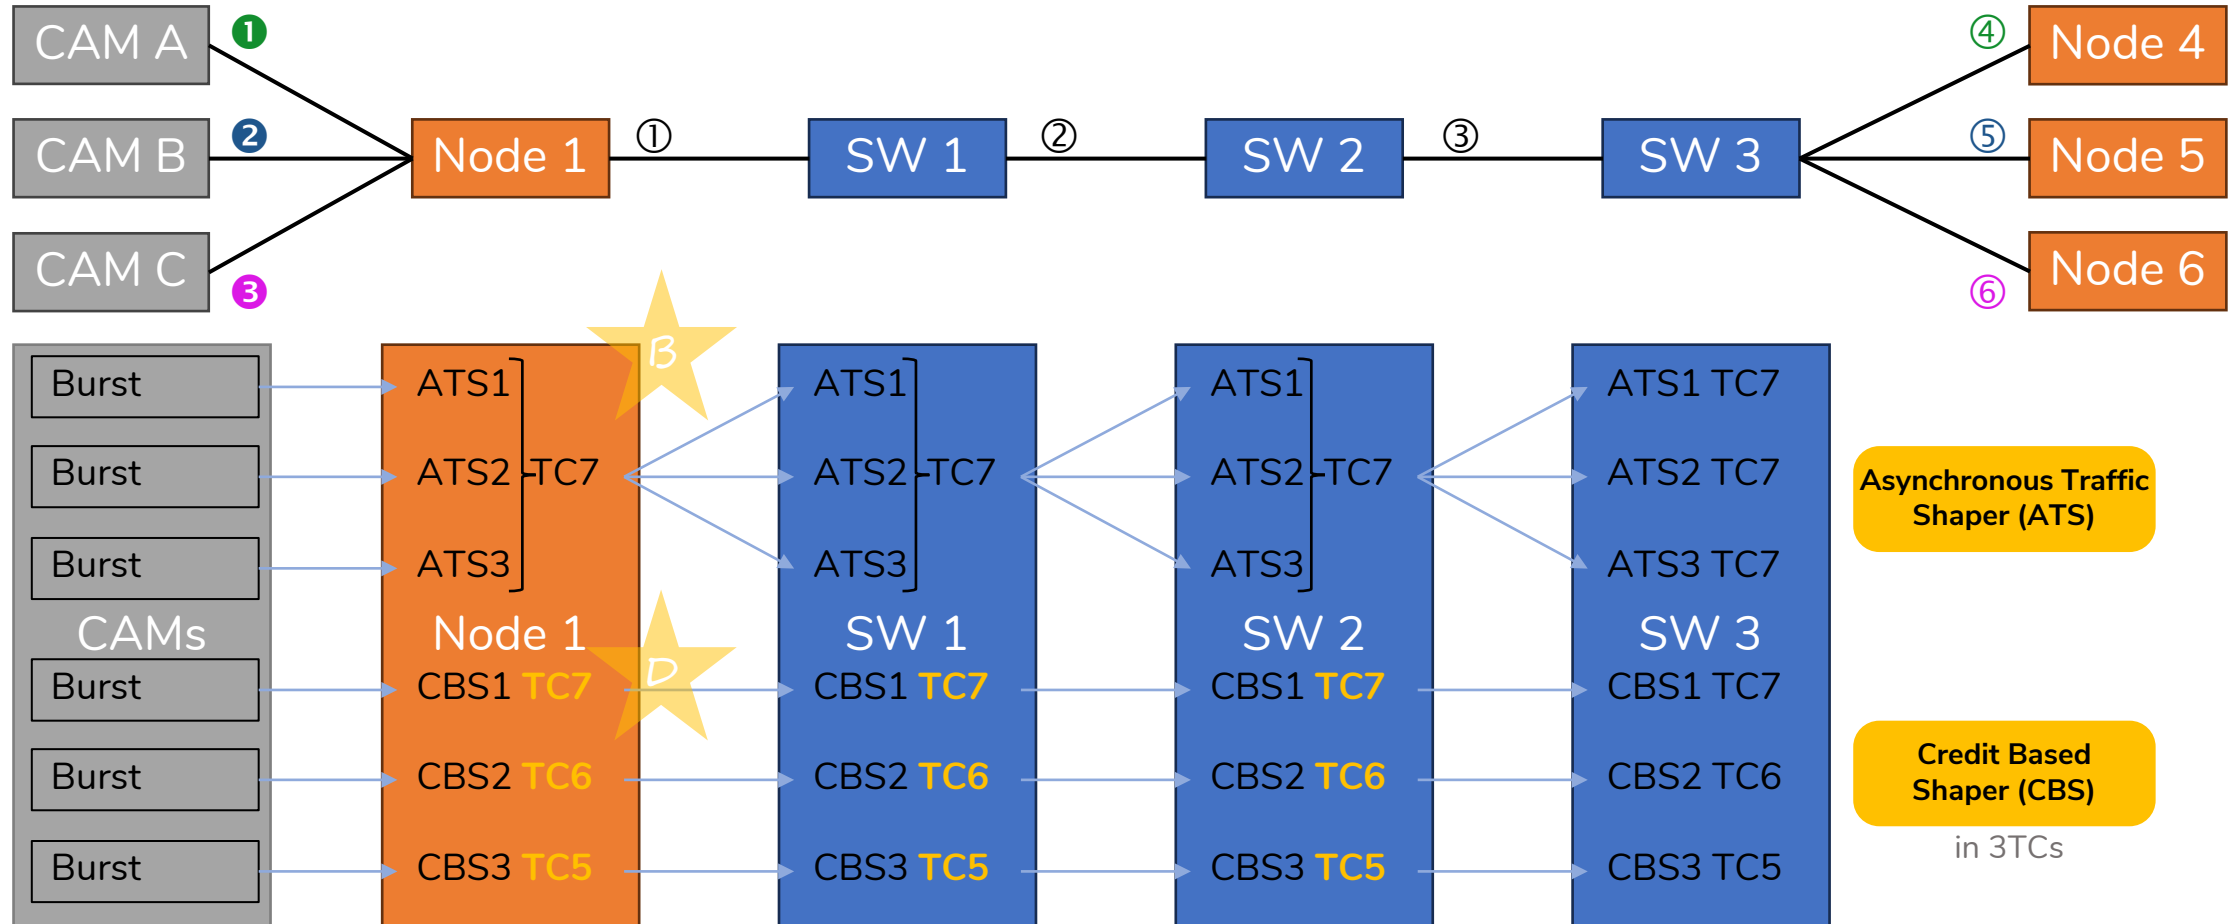 CAM A
❶
④
Node 4
CAM B
❷
Node 1
①
SW 1
②
SW 2
③
SW 3
⑤
Node 5
CAM C
❸
⑥
Node 6
B
Burst
ATS1
ATS1
ATS1
ATS1 TC7
Burst
ATS2
TC7
ATS2
TC7
ATS2
TC7
ATS2 TC7
Asynchronous Traffic
Shaper (ATS)
Burst
ATS3
ATS3
ATS3
ATS3 TC7
CAMs
Node 1
SW 1
SW 2
SW 3
D
Burst
CBS1 TC7
CBS1 TC7
CBS1 TC7
CBS1 TC7
Burst
CBS2 TC6
CBS2 TC6
CBS2 TC6
CBS2 TC6
Credit Based
Shaper (CBS)
in 3TCs
Burst
CBS3 TC5
CBS3 TC5
CBS3 TC5
CBS3 TC5